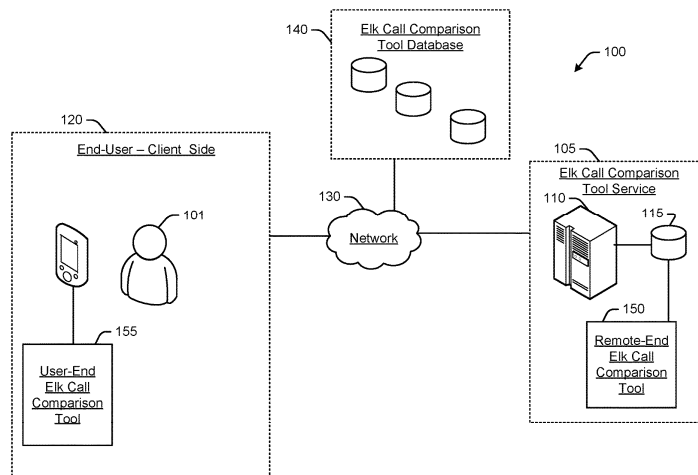 140
Elk Call Comparison
Tool Database
100
120
End-User – Client Side
101
130
Network
105
Elk Call Comparison
Tool Service
110
115
155
User-End
Elk Call
Comparison
Tool
150
Remote-End
Elk Call
Comparison
Tool